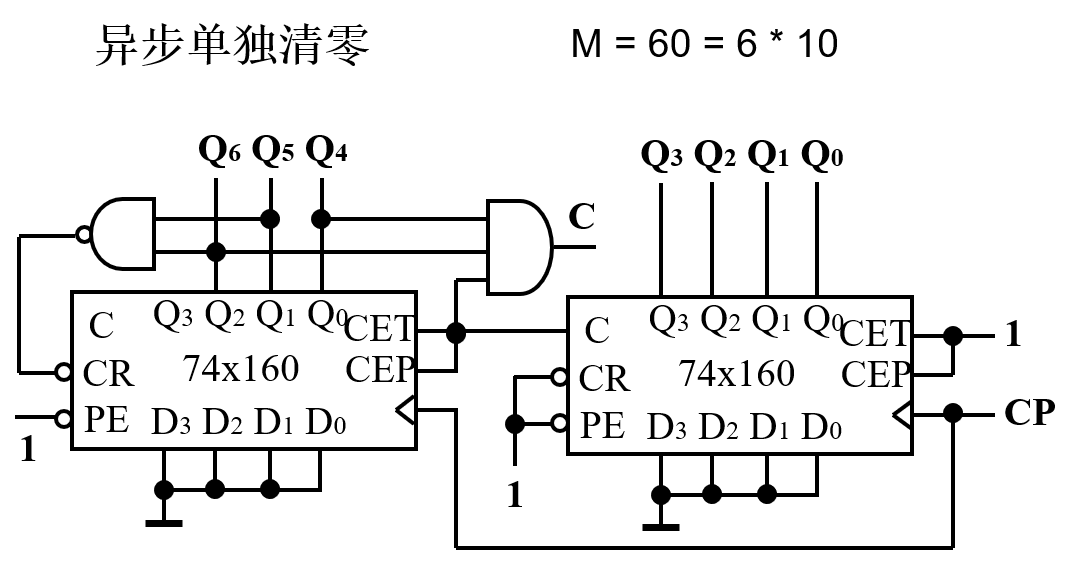 异步单独清零 M = 60 = 6 * 10
Q6 Q5 Q4 Q3 Q2 Q1 Q0
C
Q3 Q2 Q1 Q0 Q3 Q2 Q1 Q0
C CET C CET 1
74x160 74x160
CR CEP CR CEP
PE D3 D2 D1 D0 PE D3 D2 D1 D0 CP
1 1